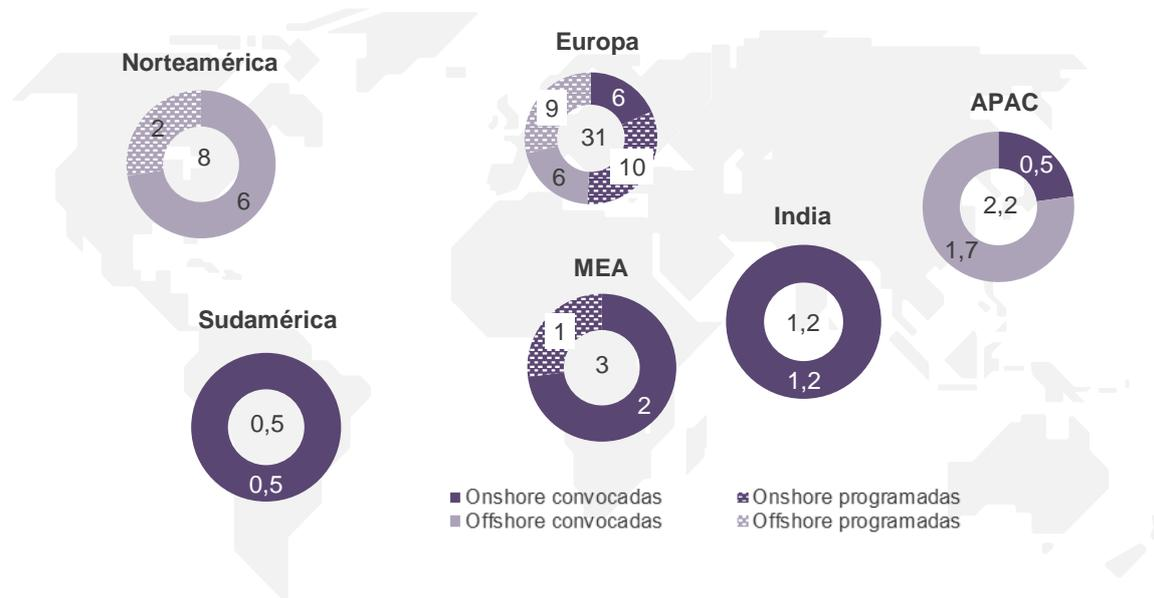 Norteamérica
2
8
6
Europa
6
9
31
10
6
APAC
0,5
2,2
1,7
India
1,2
1,2
MEA
1
3
2
Sudamérica
0,5
0,5
Onshore convocadas
Onshore programadas
Offshore convocadas
Offshore programadas